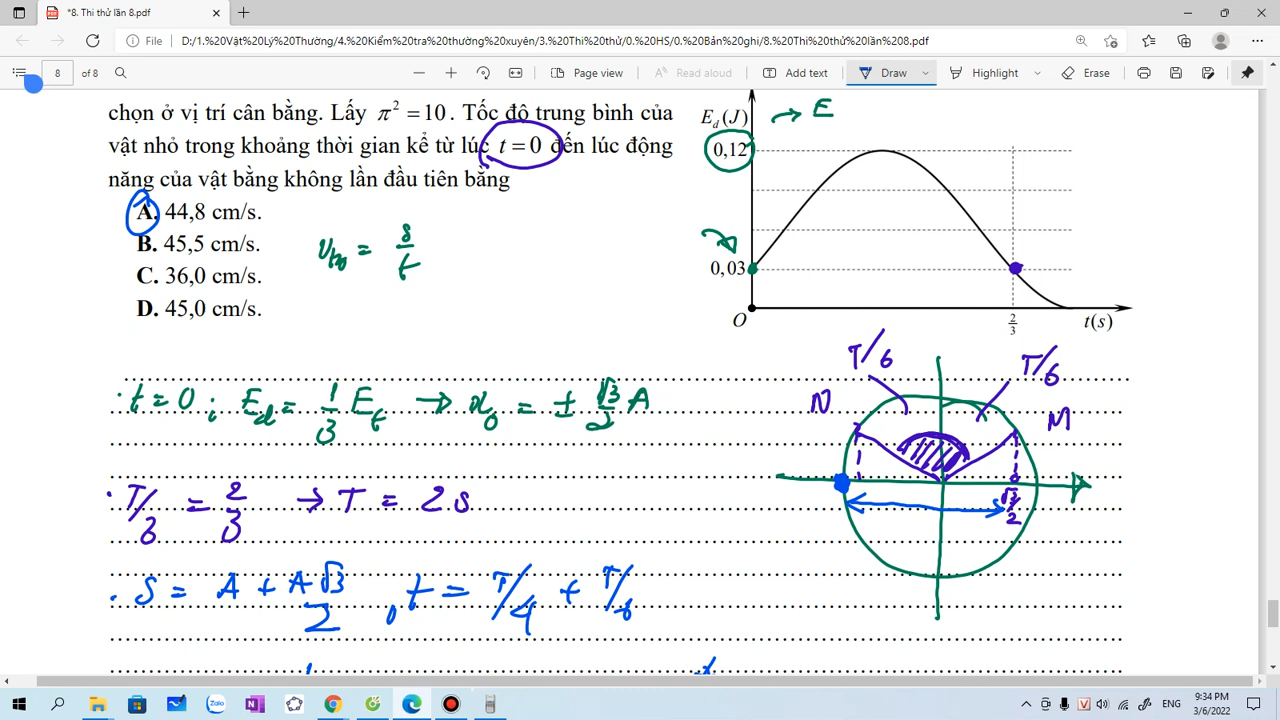 *8. Thi thử lần 8.pdf
File D:/1.%20Vật%20Lý%20Thường/4.%20Kiểm%20tra%20thường%20xuyên/3.%20Thi%20thử/0.%20HS/0.%20Bản%20ghi/8.%20Thi%20thử%20lần%208.pdf
8 of 8 Page view Read aloud Add text Draw Highlight Erase
chọn ở vị trí cân bằng. Lấy π² = 10. Tốc độ trung bình của
vật nhỏ trong khoảng thời gian kể từ lúc t = 0 đến lúc động
năng của vật bằng không lần đầu tiên bằng
A. 44,8 cm/s.
B. 45,5 cm/s.
C. 36,0 cm/s.
D. 45,0 cm/s.
v_tb = s/t
E_d (J) → E
0,12
0,03
O 2/3 t(s)
T/6 T/6
N M
√3/2
· t = 0 ; E_d = 1/3 E_t → x_0 = ± √3/2 A
· T/3 = 2/3 → T = 2 s
· S = A + A√3/2 , t = T/4 + T/6
Zalo
ENG
9:34 PM
3/6/2022